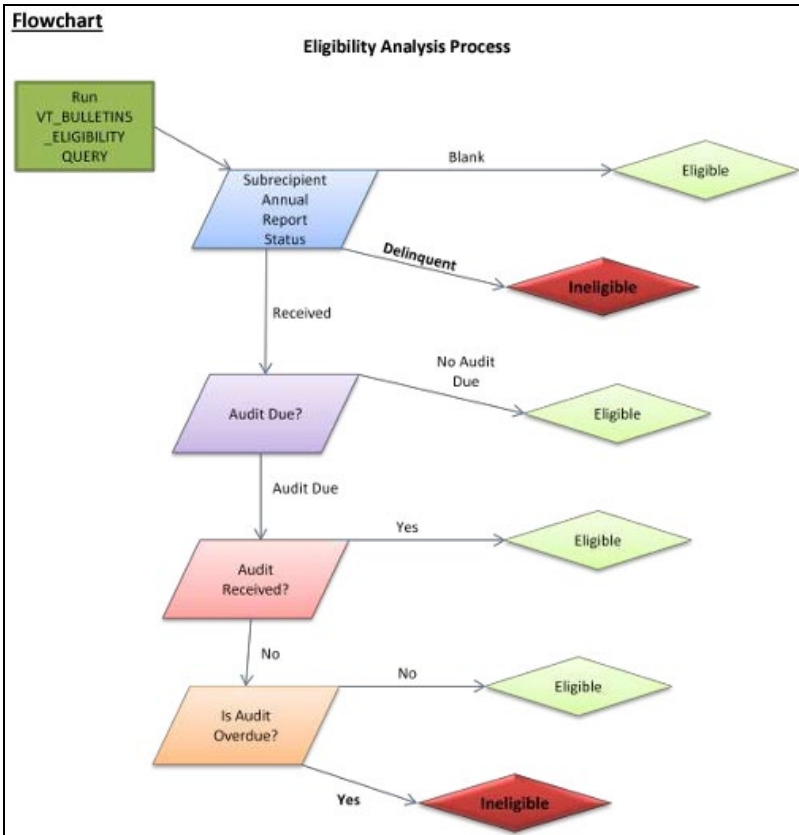 Flowchart
Eligibility Analysis Process
Run
VT_BULLETINS
_ELIGIBILITY
QUERY
Blank
Eligible
Subrecipient
Annual
Report
Status
Delinquent
Ineligible
Received
No Audit
Due
Audit Due?
Eligible
Audit Due
Yes
Eligible
Audit
Received?
No
No
Eligible
Is Audit
Overdue?
Yes
Ineligible